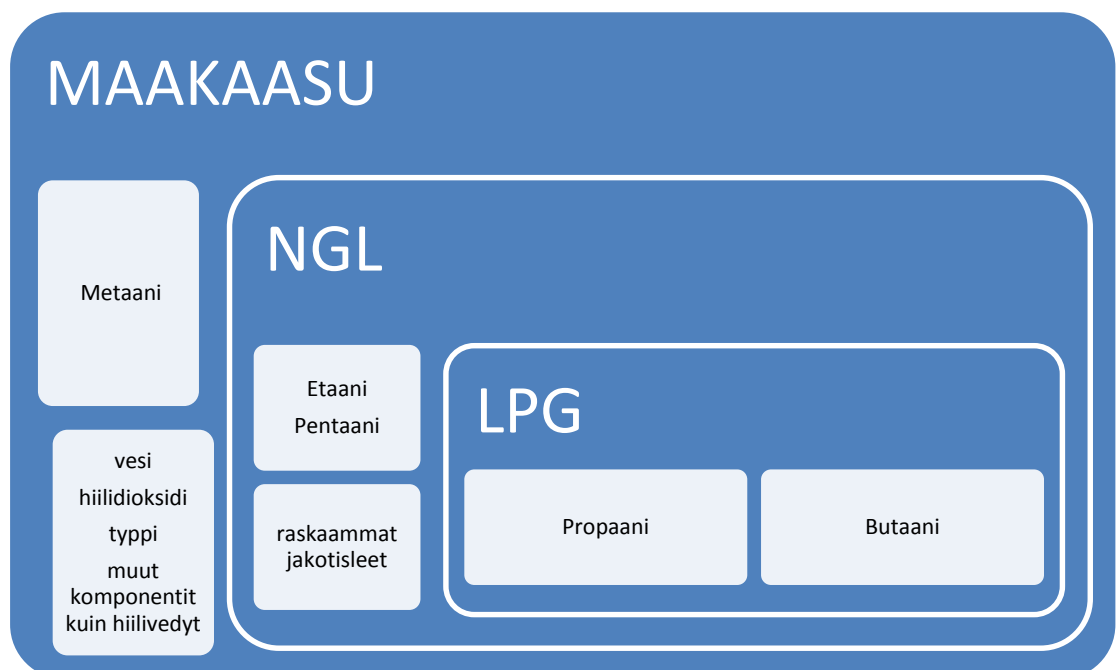 MAAKAASU
Metaani
vesi
hiilidioksidi
typpi
muut
komponentit
kuin hiilivedyt
NGL
Etaani
Pentaani
raskaammat
jakotisleet
LPG
Propaani
Butaani